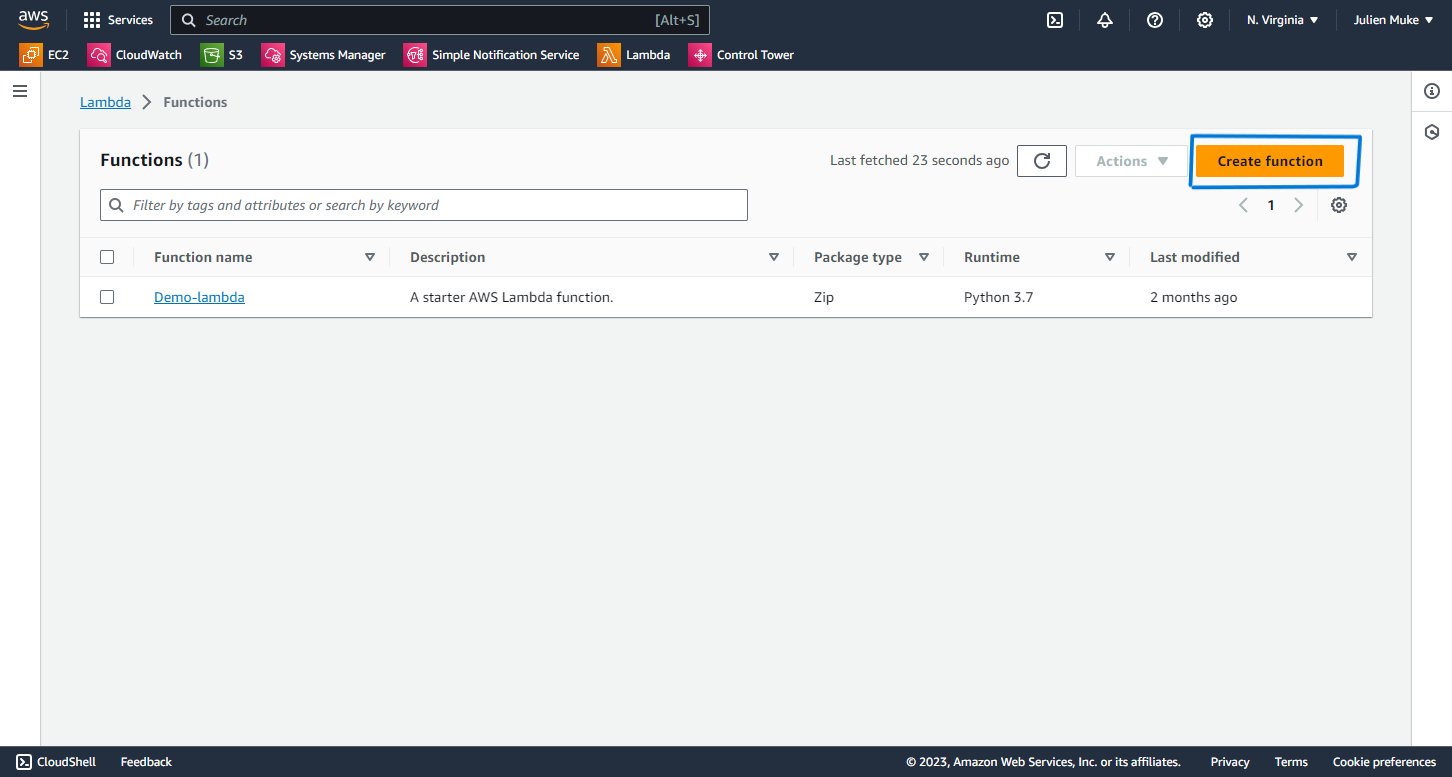 aws Services Search [Alt+S] N. Virginia Julien Muke
EC2 CloudWatch S3 Systems Manager Simple Notification Service Lambda Control Tower
Lambda Functions
Functions (1) Last fetched 23 seconds ago Actions Create function
Filter by tags and attributes or search by keyword 1
Function name Description Package type Runtime Last modified
Demo-lambda A starter AWS Lambda function. Zip Python 3.7 2 months ago
CloudShell Feedback © 2023, Amazon Web Services, Inc. or its affiliates. Privacy Terms Cookie preferences